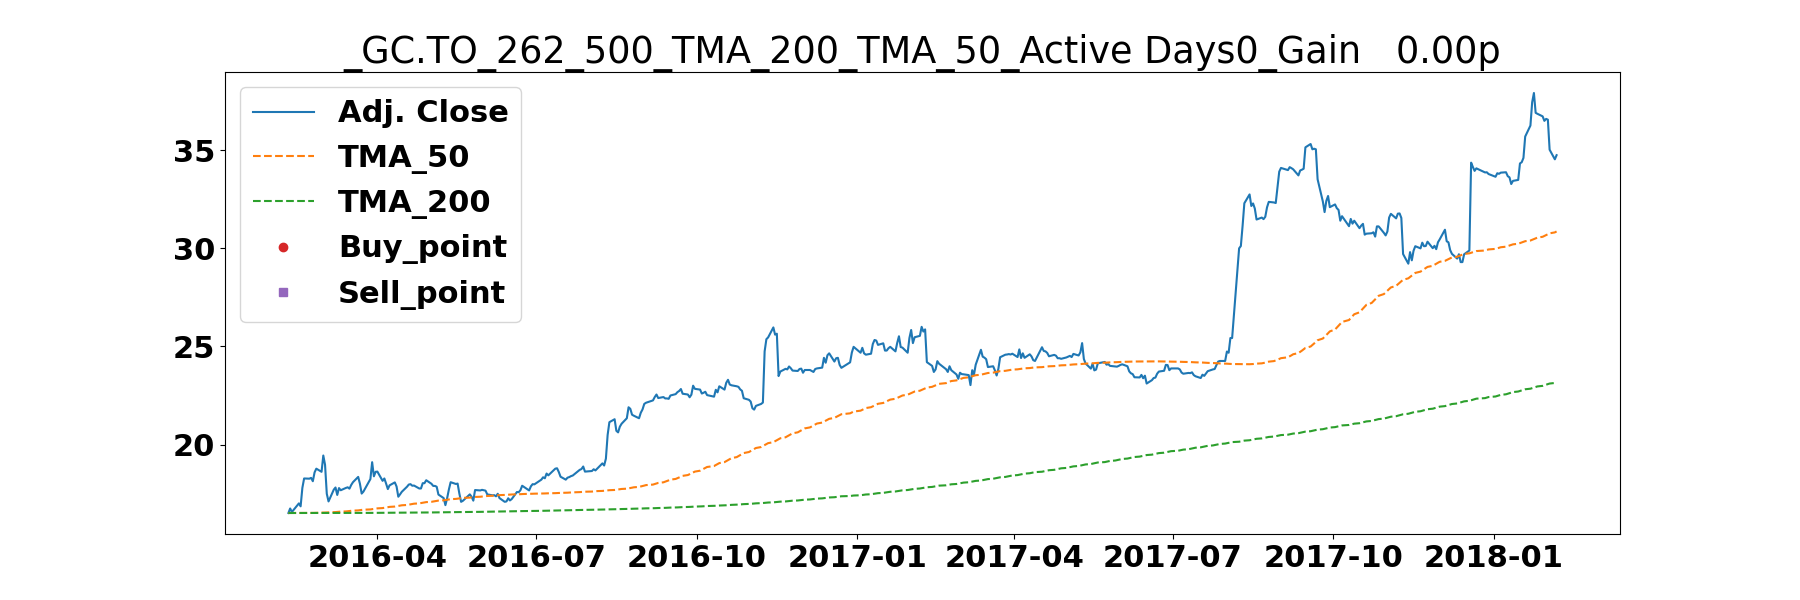 _GC.TO_262_500_TMA_200_TMA_50_Active Days0_Gain   0.00p
Adj. Close
TMA_50
TMA_200
Buy_point
Sell_point
35
30
25
20
2016-04 2016-07 2016-10 2017-01 2017-04 2017-07 2017-10 2018-01